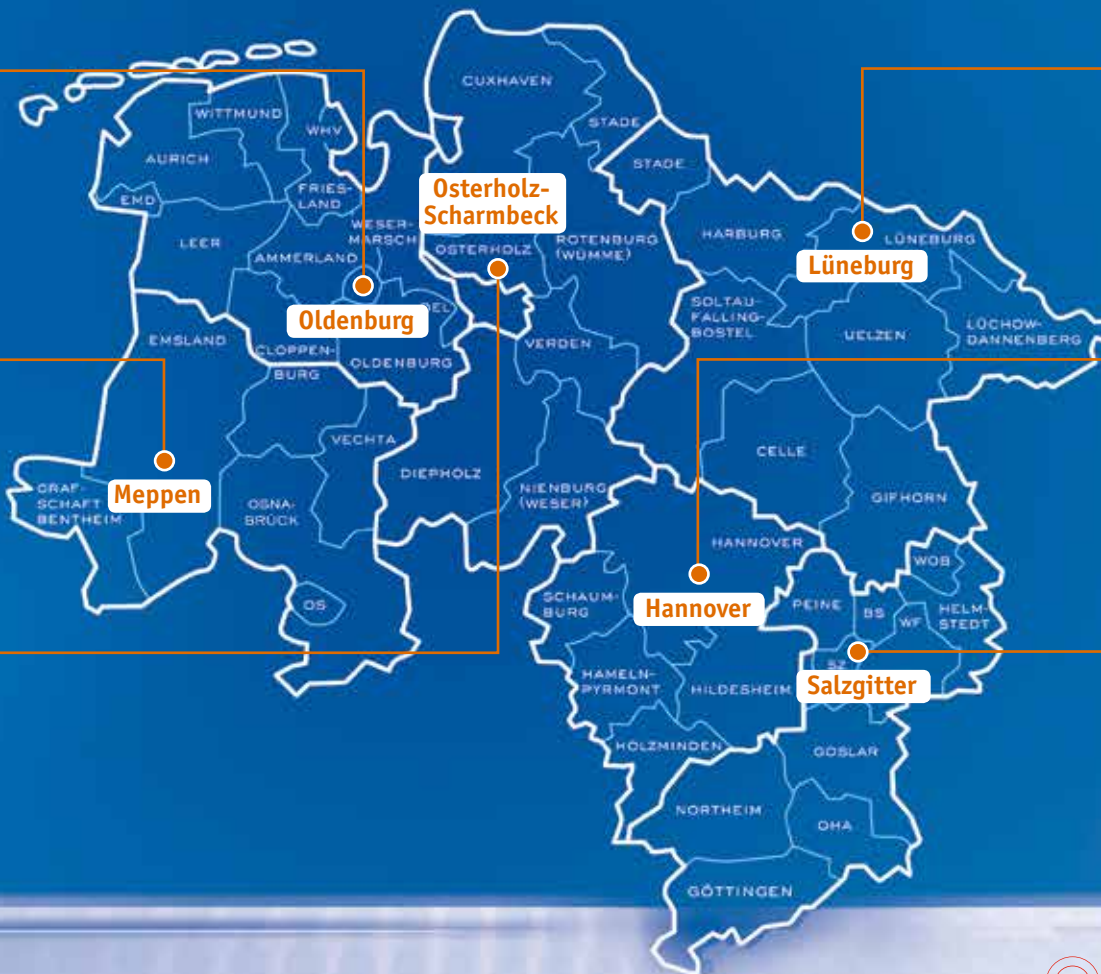 CUXHAVEN
WITTMUND
WHV
STADE
AURICH
STADE
EMD
FRIES-
LAND
Osterholz-
Scharmbeck
WESER-
MARSCH
LEER
AMMERLAND
OSTERHOLZ
ROTENBURG
(WÜMME)
HARBURG
LÜNEBURG
Lüneburg
Oldenburg
DEL
SOLTAU-
FALLING-
BOSTEL
UELZEN
LÜCHOW-
DANNENBERG
EMSLAND
CLOPPEN-
BURG
OLDENBURG
VERDEN
VECHTA
DIEPHOLZ
CELLE
Meppen
GRAF-
SCHAFT
BENTHEIM
OSNA-
BRÜCK
NIENBURG
(WESER)
GIFHORN
HANNOVER
WOB
OS
SCHAUM-
BURG
Hannover
PEINE
BS
WF
HELM-
STEDT
SZ
HAMELN-
PYRMONT
HILDESHEIM
Salzgitter
HOLZMINDEN
GOSLAR
NORTHEIM
OHA
GÖTTINGEN